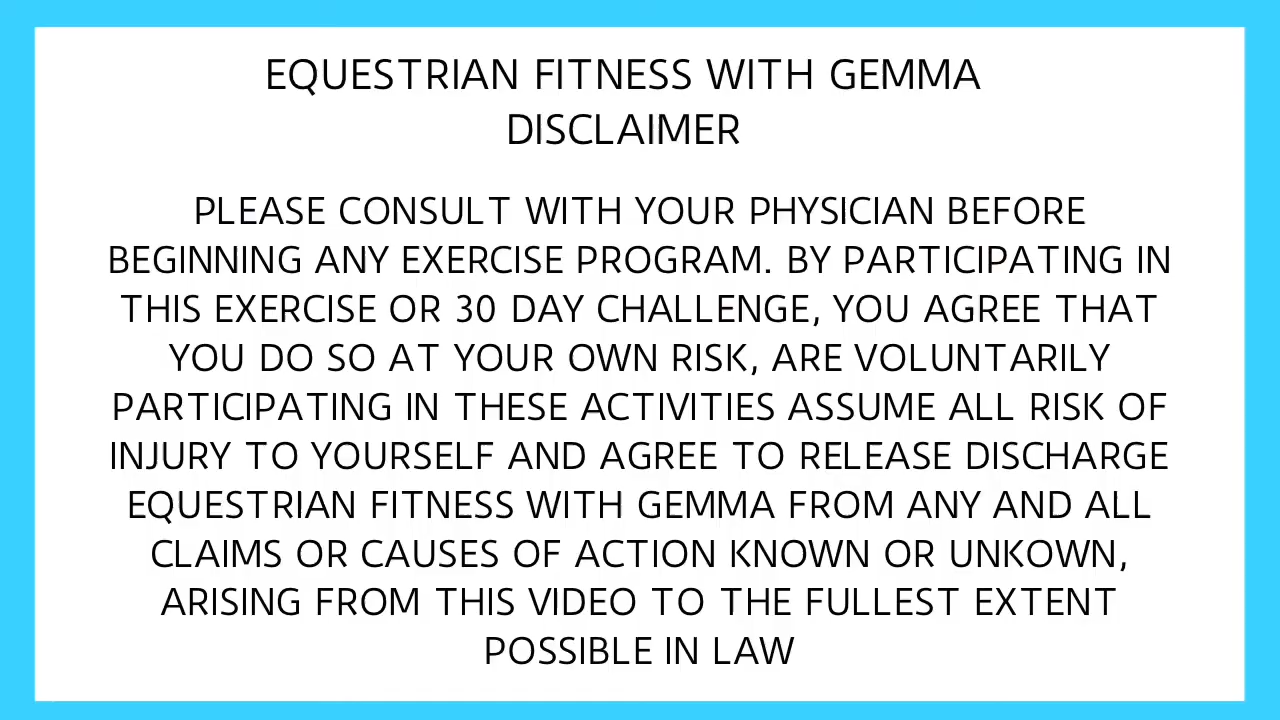 EQUESTRIAN FITNESS WITH GEMMA
DISCLAIMER
PLEASE CONSULT WITH YOUR PHYSICIAN BEFORE
BEGINNING ANY EXERCISE PROGRAM. BY PARTICIPATING IN
THIS EXERCISE OR 30 DAY CHALLENGE, YOU AGREE THAT
YOU DO SO AT YOUR OWN RISK, ARE VOLUNTARILY
PARTICIPATING IN THESE ACTIVITIES ASSUME ALL RISK OF
INJURY TO YOURSELF AND AGREE TO RELEASE DISCHARGE
EQUESTRIAN FITNESS WITH GEMMA FROM ANY AND ALL
CLAIMS OR CAUSES OF ACTION KNOWN OR UNKOWN,
ARISING FROM THIS VIDEO TO THE FULLEST EXTENT
POSSIBLE IN LAW